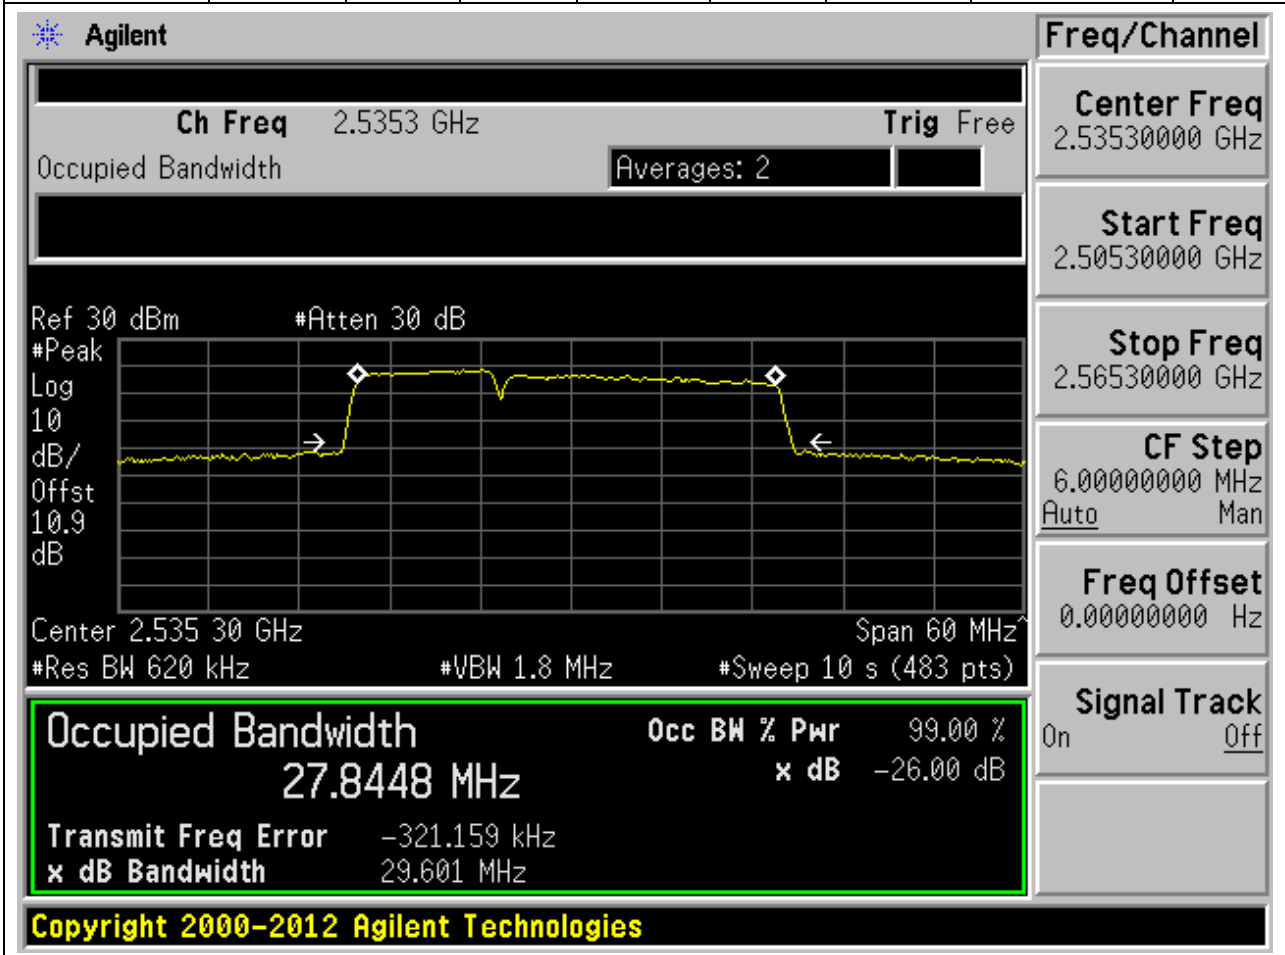 Agilent
Freq/Channel
Ch Freq 2.5353 GHz Trig Free
Occupied Bandwidth Averages: 2
Center Freq
2.53530000 GHz
Start Freq
2.50530000 GHz
Stop Freq
2.56530000 GHz
CF Step
6.00000000 MHz
Auto Man
Freq Offset
0.00000000 Hz
Signal Track
On Off
Ref 30 dBm #Atten 30 dB
#Peak
Log
10
dB/
Offst
10.9
dB
Center 2.535 30 GHz Span 60 MHz^
#Res BW 620 kHz #VBW 1.8 MHz #Sweep 10 s (483 pts)
Occupied Bandwidth Occ BW % Pwr 99.00 %
27.8448 MHz x dB -26.00 dB
Transmit Freq Error -321.159 kHz
x dB Bandwidth 29.601 MHz
Copyright 2000-2012 Agilent Technologies